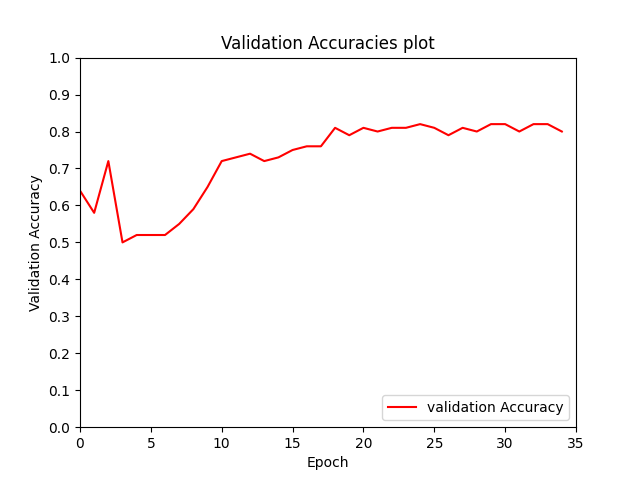 Validation Accuracies plot
1.0
0.9
0.8
0.7
0.6
0.5
0.4
0.3
0.2
0.1
0.0
Validation Accuracy
validation Accuracy
0 5 10 15 20 25 30 35
Epoch